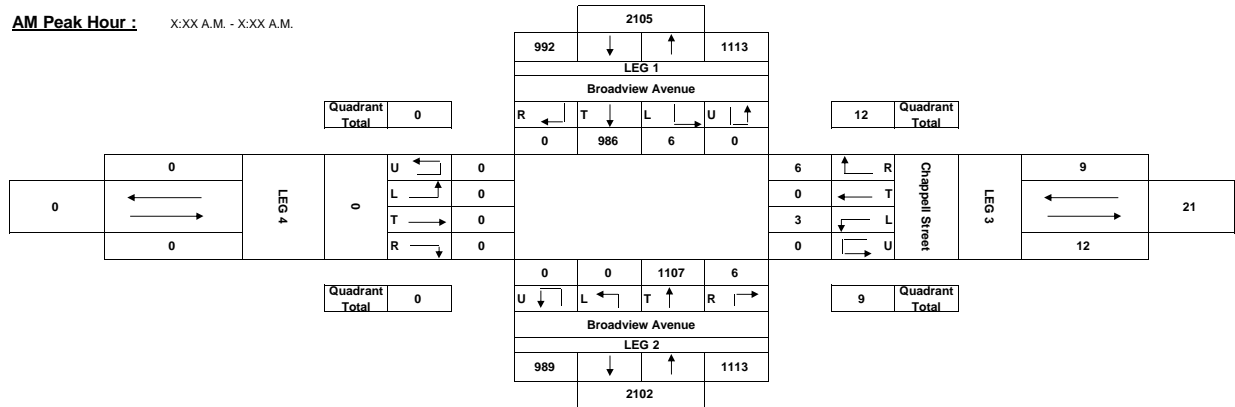 AM Peak Hour : X:XX A.M. - X:XX A.M.
2105
992 1113
LEG 1
Broadview Avenue
Quadrant Total 0
R T L U
12 Quadrant Total
0 986 6 0
0
0
0
LEG 4
0
U 0
L 0
T 0
R 0
6 R
0 T
3 L
0 U
Chappell Street
LEG 3
9
12
21
0 0 1107 6
Quadrant Total 0
U L T R
9 Quadrant Total
Broadview Avenue
LEG 2
989 1113
2102